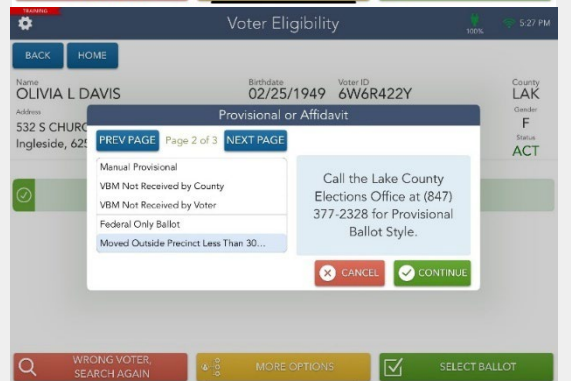 TRAINING
Voter Eligibility
100%
5:27 PM
BACK
HOME
Name
OLIVIA L DAVIS
Birthdate
02/25/1949
Voter ID
6W6R422Y
County
LAK
Address
532 S CHURC
Ingleside, 625
Gender
F
Status
ACT
Provisional or Affidavit
PREV PAGE
Page 2 of 3
NEXT PAGE
Manual Provisional
VBM Not Received by County
VBM Not Received by Voter
Federal Only Ballot
Moved Outside Precinct Less Than 30...
Call the Lake County
Elections Office at (847)
377-2328 for Provisional
Ballot Style.
CANCEL
CONTINUE
WRONG VOTER,
SEARCH AGAIN
MORE OPTIONS
SELECT BALLOT